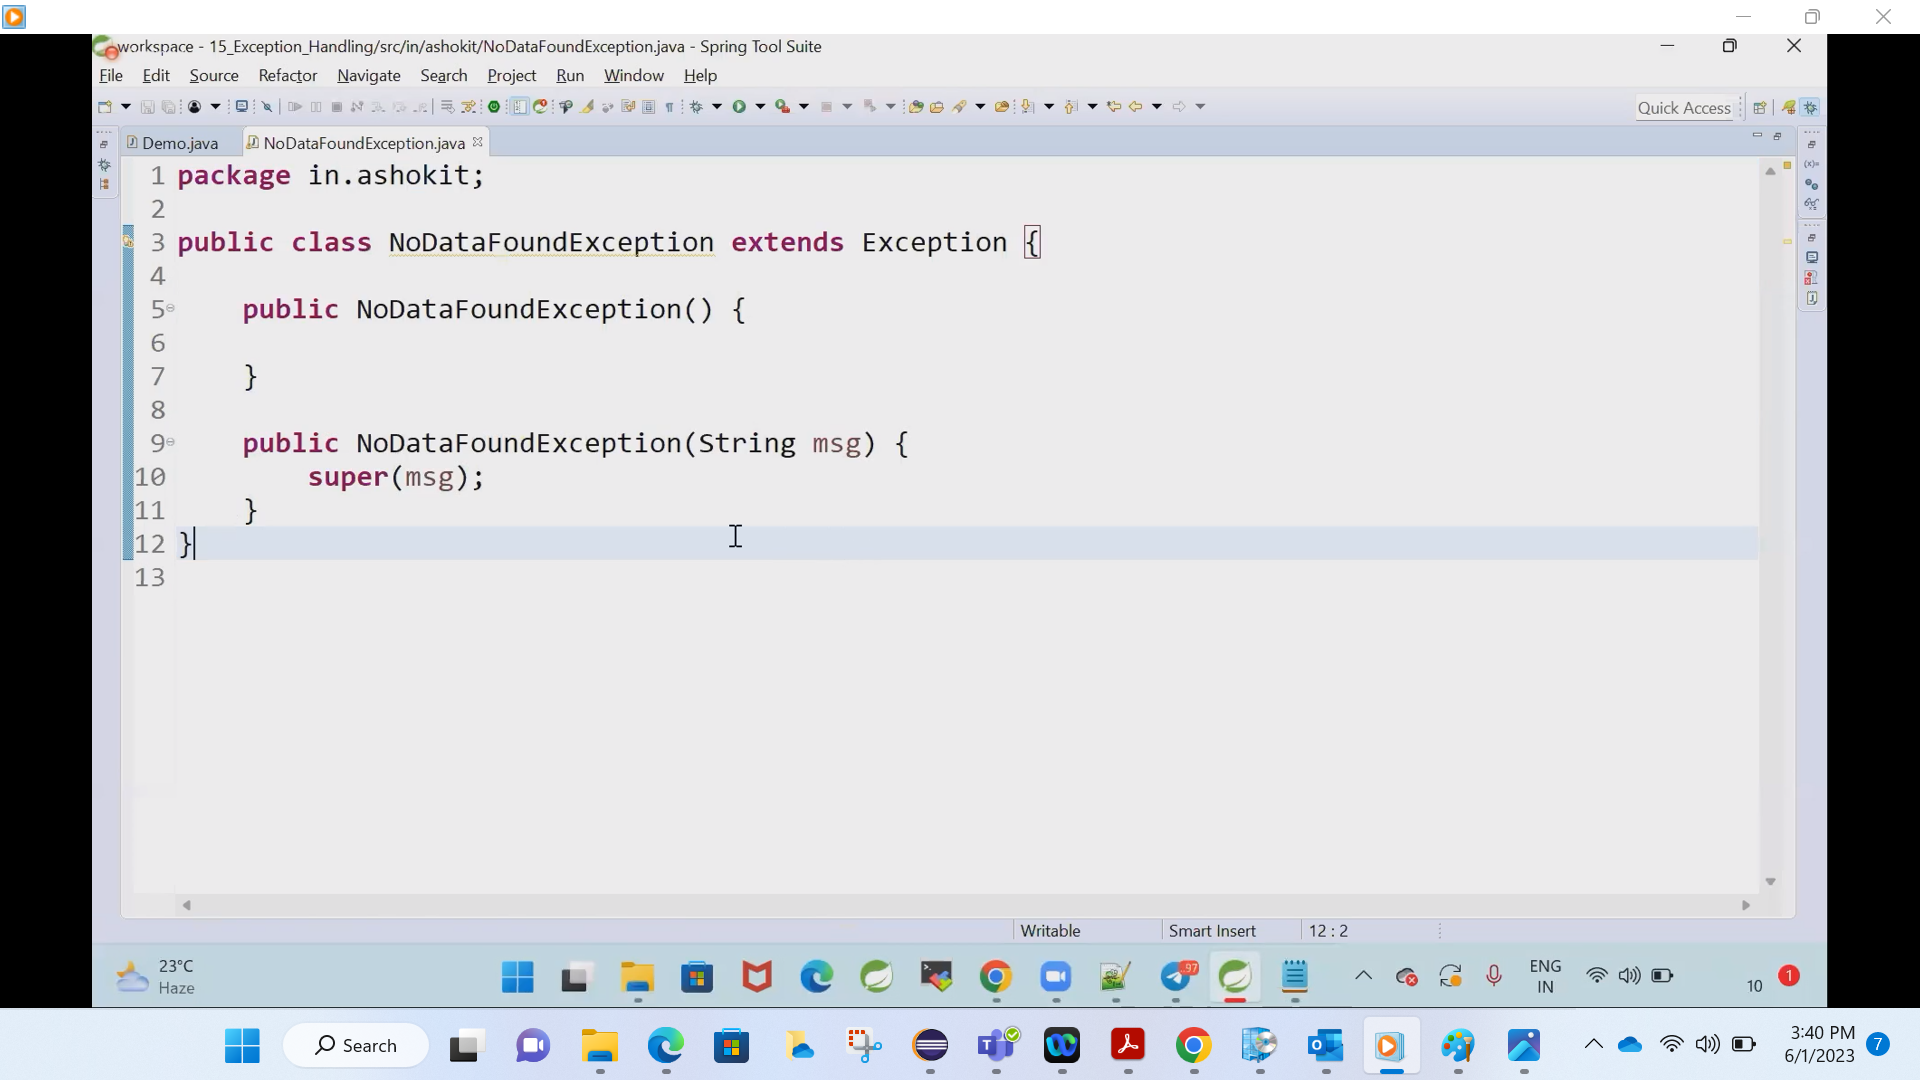 workspace - 15_Exception_Handling/src/in/ashokit/NoDataFoundException.java - Spring Tool Suite
File Edit Source Refactor Navigate Search Project Run Window Help
Quick Access
Demo.java NoDataFoundException.java
1 package in.ashokit;
2
3 public class NoDataFoundException extends Exception {
4
5 public NoDataFoundException() {
6
7 }
8
9 public NoDataFoundException(String msg) {
10 super(msg);
11 }
12 }
13
Writable Smart Insert 12 : 2
23°C
Haze
97
ENG
IN
10 1
Search
3:40 PM
6/1/2023
7